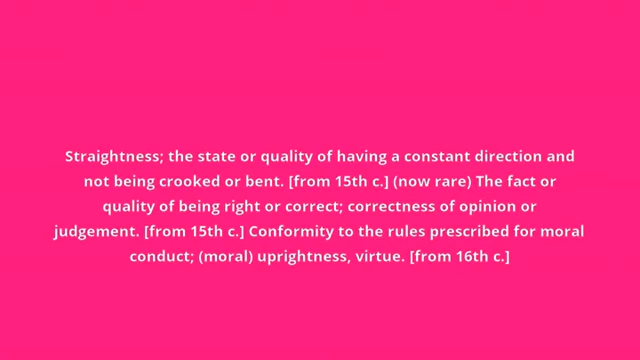 Straightness; the state or quality of having a constant direction and
not being crooked or bent. [from 15th c.] (now rare) The fact or
quality of being right or correct; correctness of opinion or
judgement. [from 15th c.] Conformity to the rules prescribed for moral
conduct; (moral) uprightness, virtue. [from 16th c.]